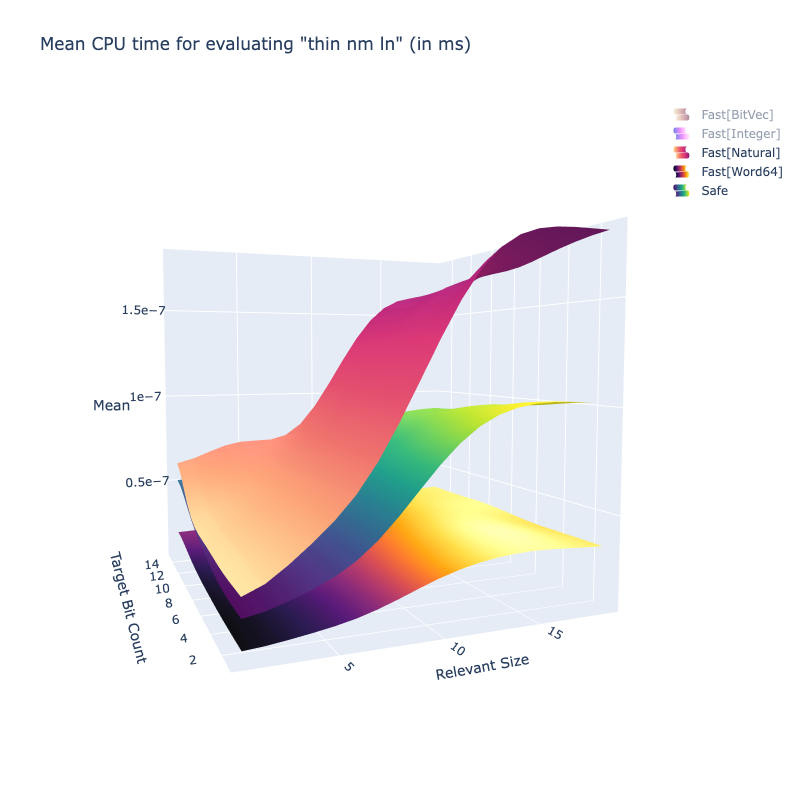 Mean CPU time for evaluating "thin nm ln" (in ms)
Fast[BitVec]
Fast[Integer]
Fast[Natural]
Fast[Word64]
Safe
1.5e-7
1e-7
Mean
0.5e-7
14
12
10
8
6
4
2
Target Bit Count
5
10
15
Relevant Size